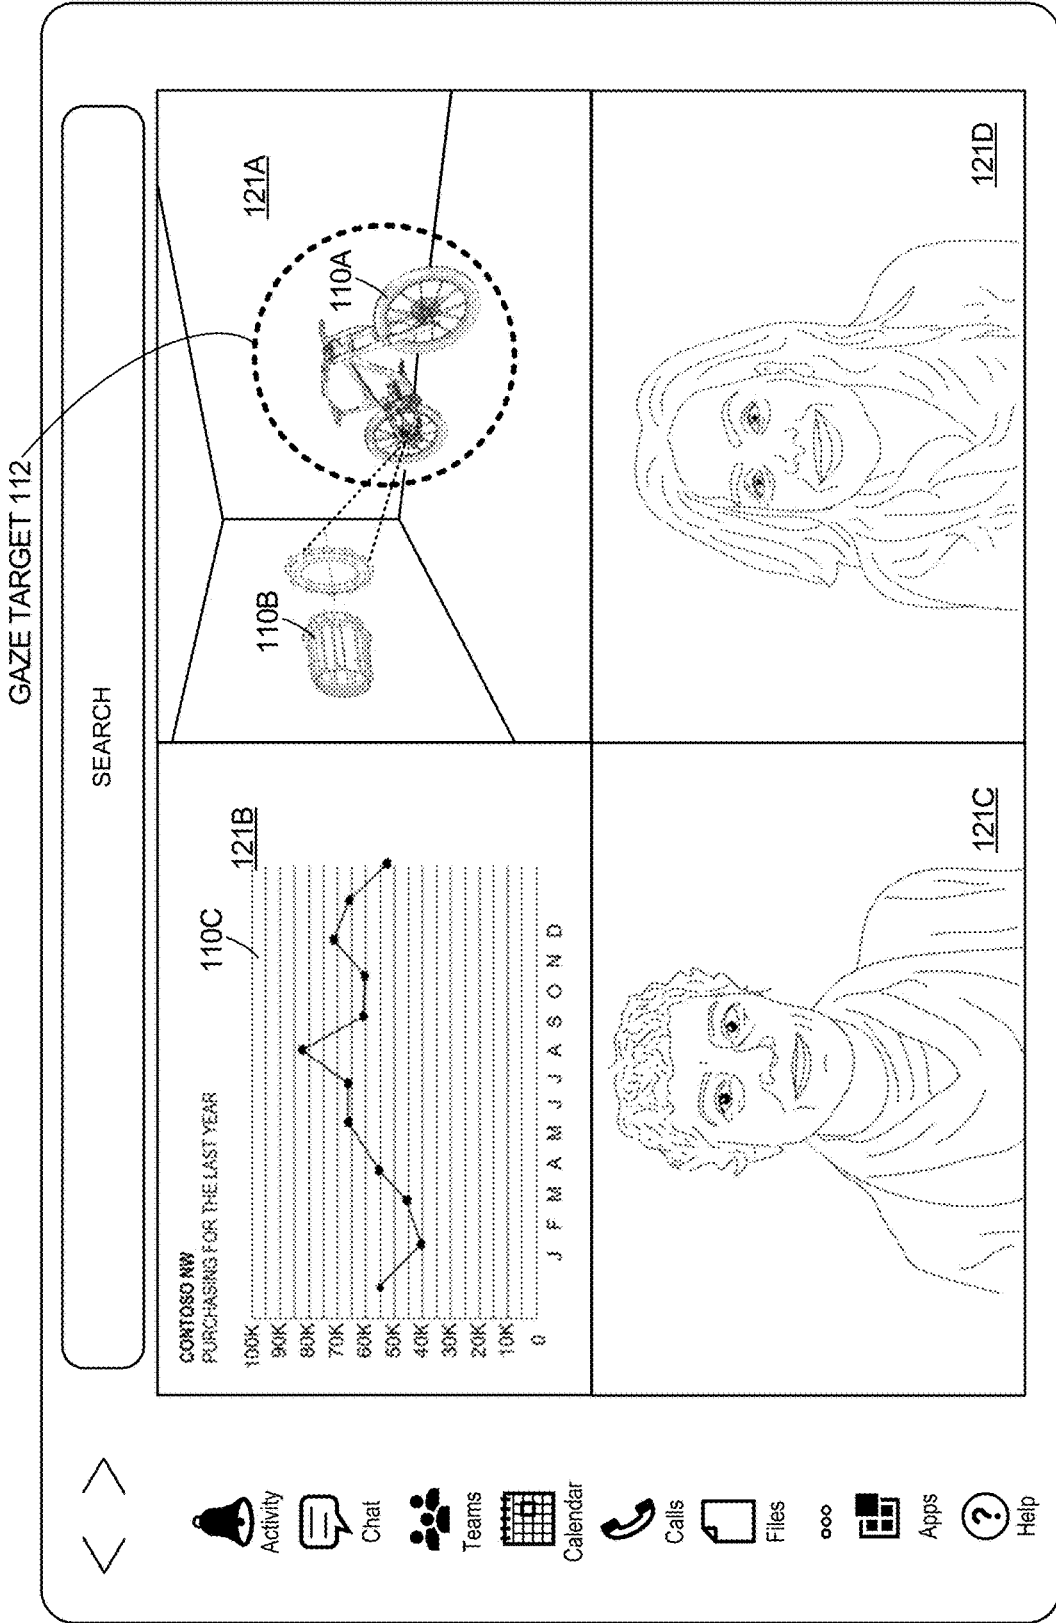 GAZE TARGET 112
SEARCH
Activity
Chat
Teams
Calendar
Calls
Files
Apps
? Help
CONTOSO NW
PURCHASING FOR THE LAST YEAR
110C
121B
100K
90K
80K
70K
60K
50K
40K
30K
20K
10K
0
J F M A M J J A S O N D
110B
110A
121A
121C
121D